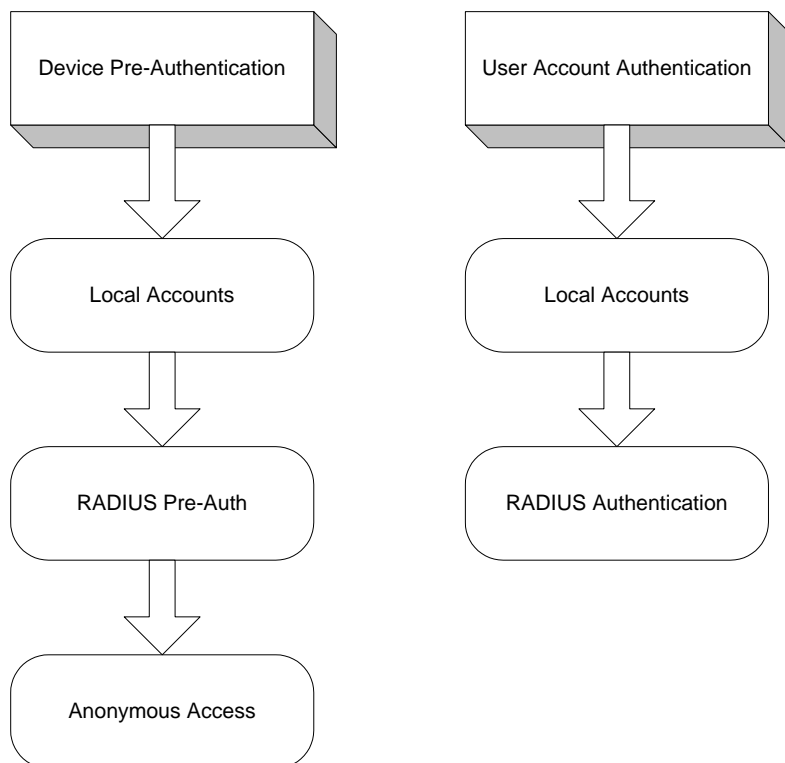 Device Pre-Authentication
User Account Authentication
Local Accounts
Local Accounts
RADIUS Pre-Auth
RADIUS Authentication
Anonymous Access